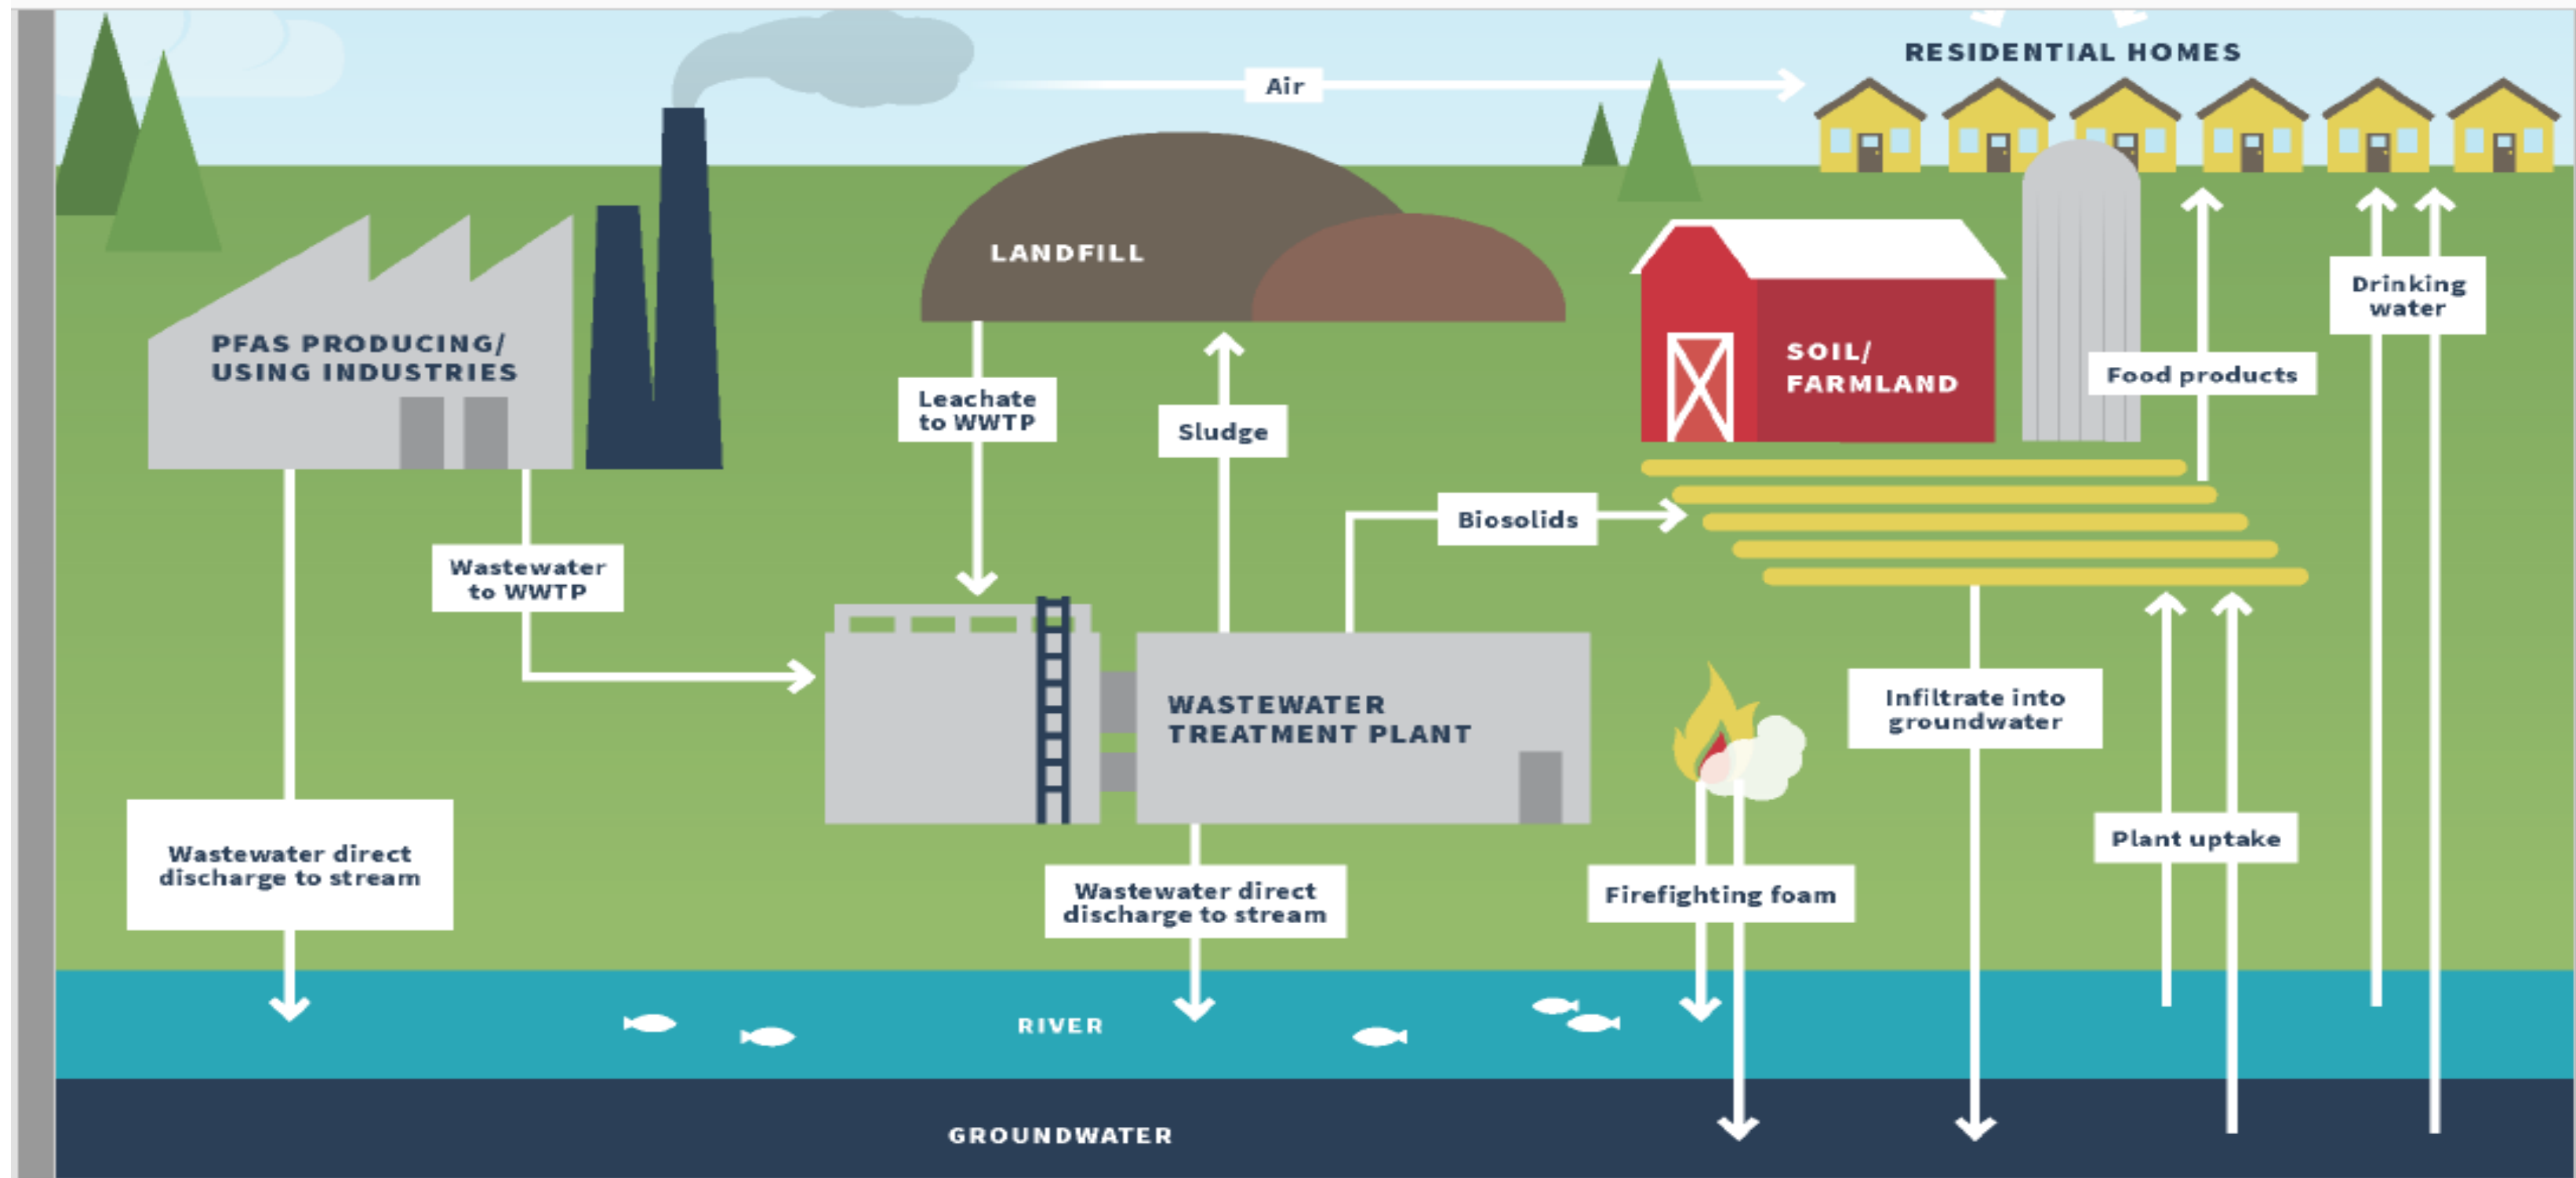 RESIDENTIAL HOMES
Air
LANDFILL
PFAS PRODUCING/
USING INDUSTRIES
SOIL/
FARMLAND
Drinking
water
Food products
Leachate
to WWTP
Sludge
Biosolids
Wastewater
to WWTP
WASTEWATER
TREATMENT PLANT
Infiltrate into
groundwater
Plant uptake
Wastewater direct
discharge to stream
Wastewater direct
discharge to stream
Firefighting foam
RIVER
GROUNDWATER